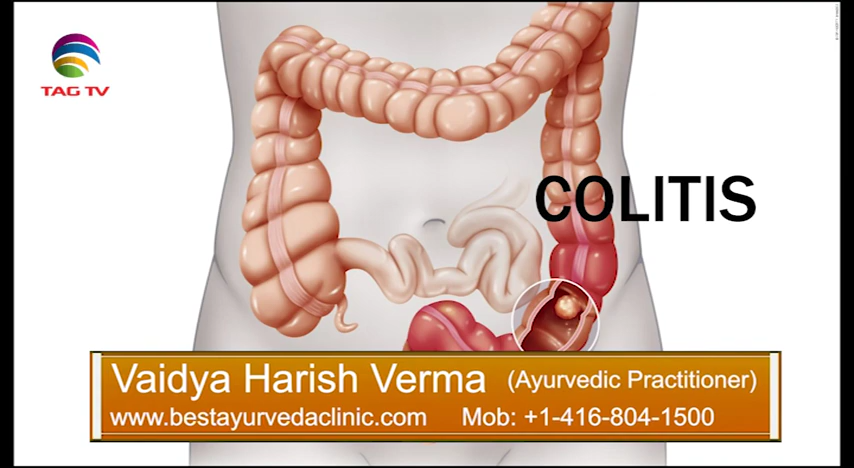 TAG TV
COLITIS
Vaidya Harish Verma (Ayurvedic Practitioner)
www.bestayurvedaclinic.com Mob: +1-416-804-1500